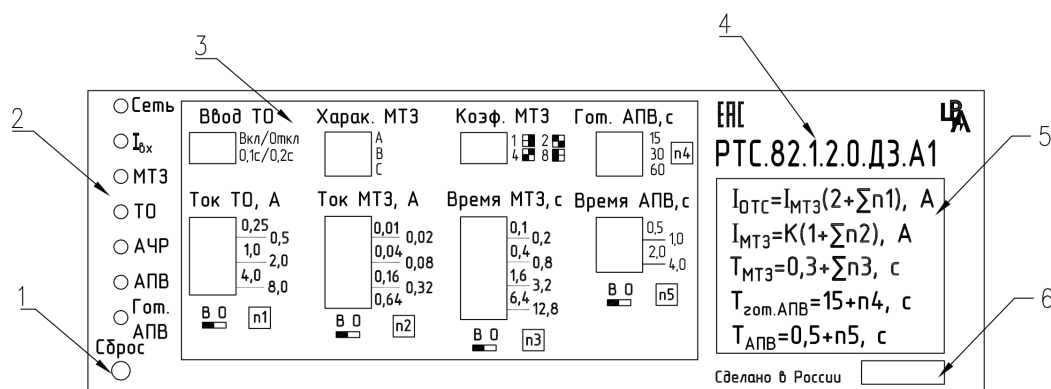 3
4
2
5
1
6
Сеть
Iвх
МТЗ
ТО
АЧР
АПВ
Гот.
АПВ
Сброс
Ввод ТО
Вкл/Откл
0,1с/0,2с
Харак. МТЗ
А
В
С
Коэф. МТЗ
1 2
4 8
Гот. АПВ,с
15
30
60
n4
Ток ТО, А
0,25
0,5
1,0
2,0
4,0
8,0
В О
n1
Ток МТЗ, А
0,01
0,02
0,04
0,08
0,16
0,32
0,64
В О
n2
Время МТЗ,с
0,1
0,2
0,4
0,8
1,6
3,2
6,4
12,8
В О
n3
Время АПВ,с
0,5
1,0
2,0
4,0
В О
n5
ЕАС
РТС.82.1.2.0.ДЗ.А1
IОТС=IМТЗ(2+∑n1), А
IМТЗ=К(1+∑n2), А
TМТЗ=0,3+∑n3, с
Tгот.АПВ=15+n4, с
TАПВ=0,5+n5, с
Сделано в России